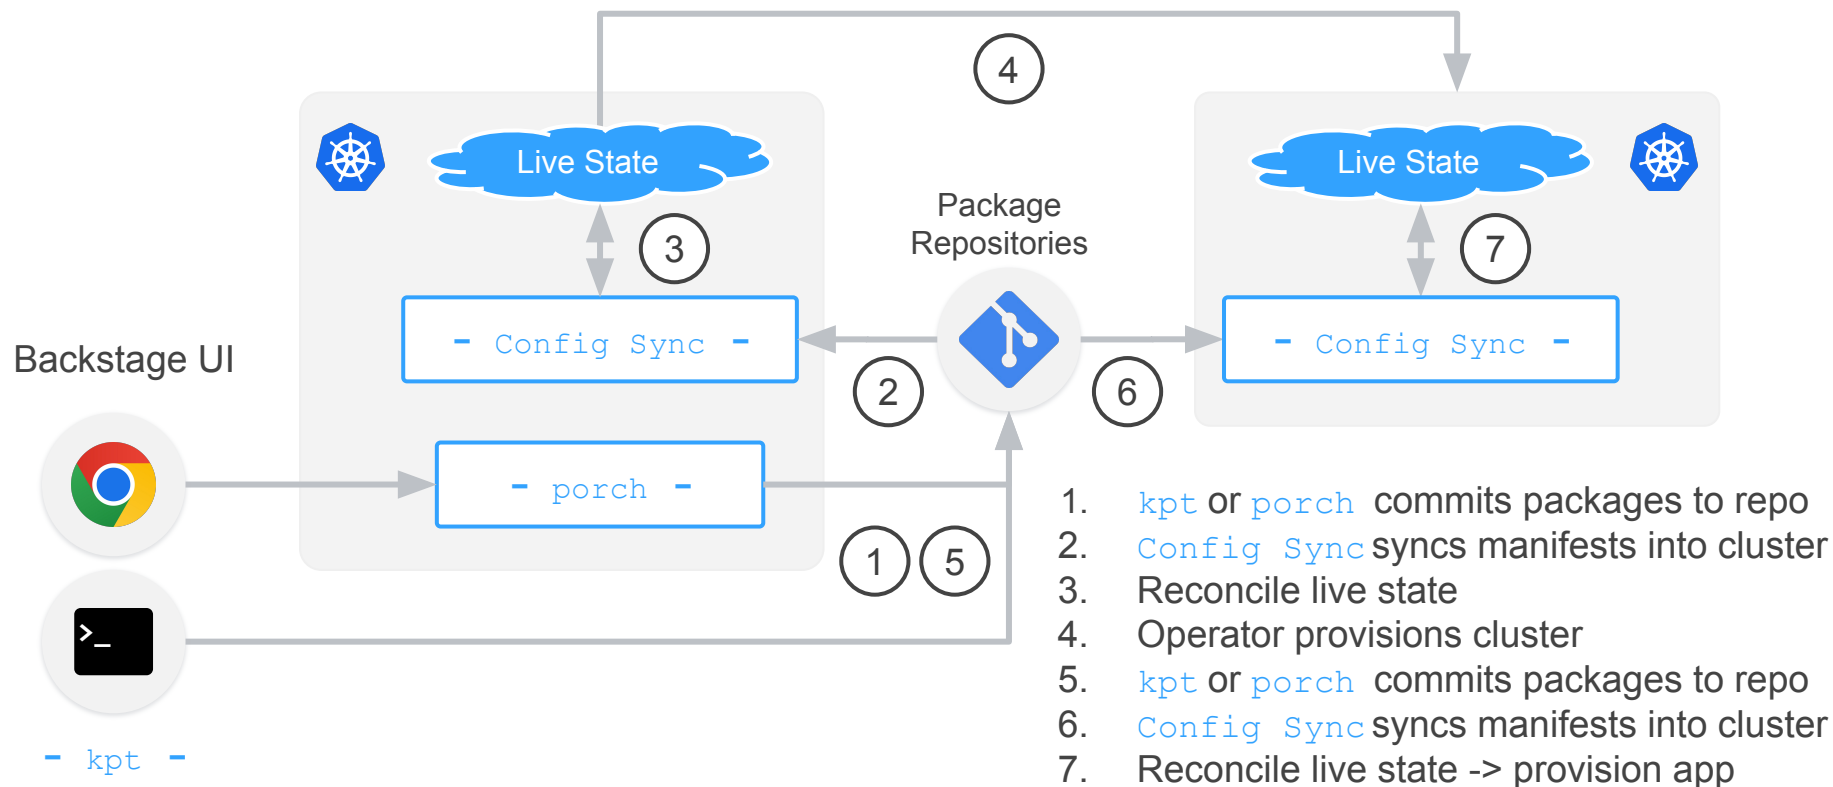 4
Live State
Live State
Package
Repositories
3
7
- Config Sync -
- Config Sync -
Backstage UI
2
6
- porch -
1
5
>_
- kpt -
1. kpt or porch commits packages to repo
2. Config Sync syncs manifests into cluster
3. Reconcile live state
4. Operator provisions cluster
5. kpt or porch commits packages to repo
6. Config Sync syncs manifests into cluster
7. Reconcile live state -> provision app